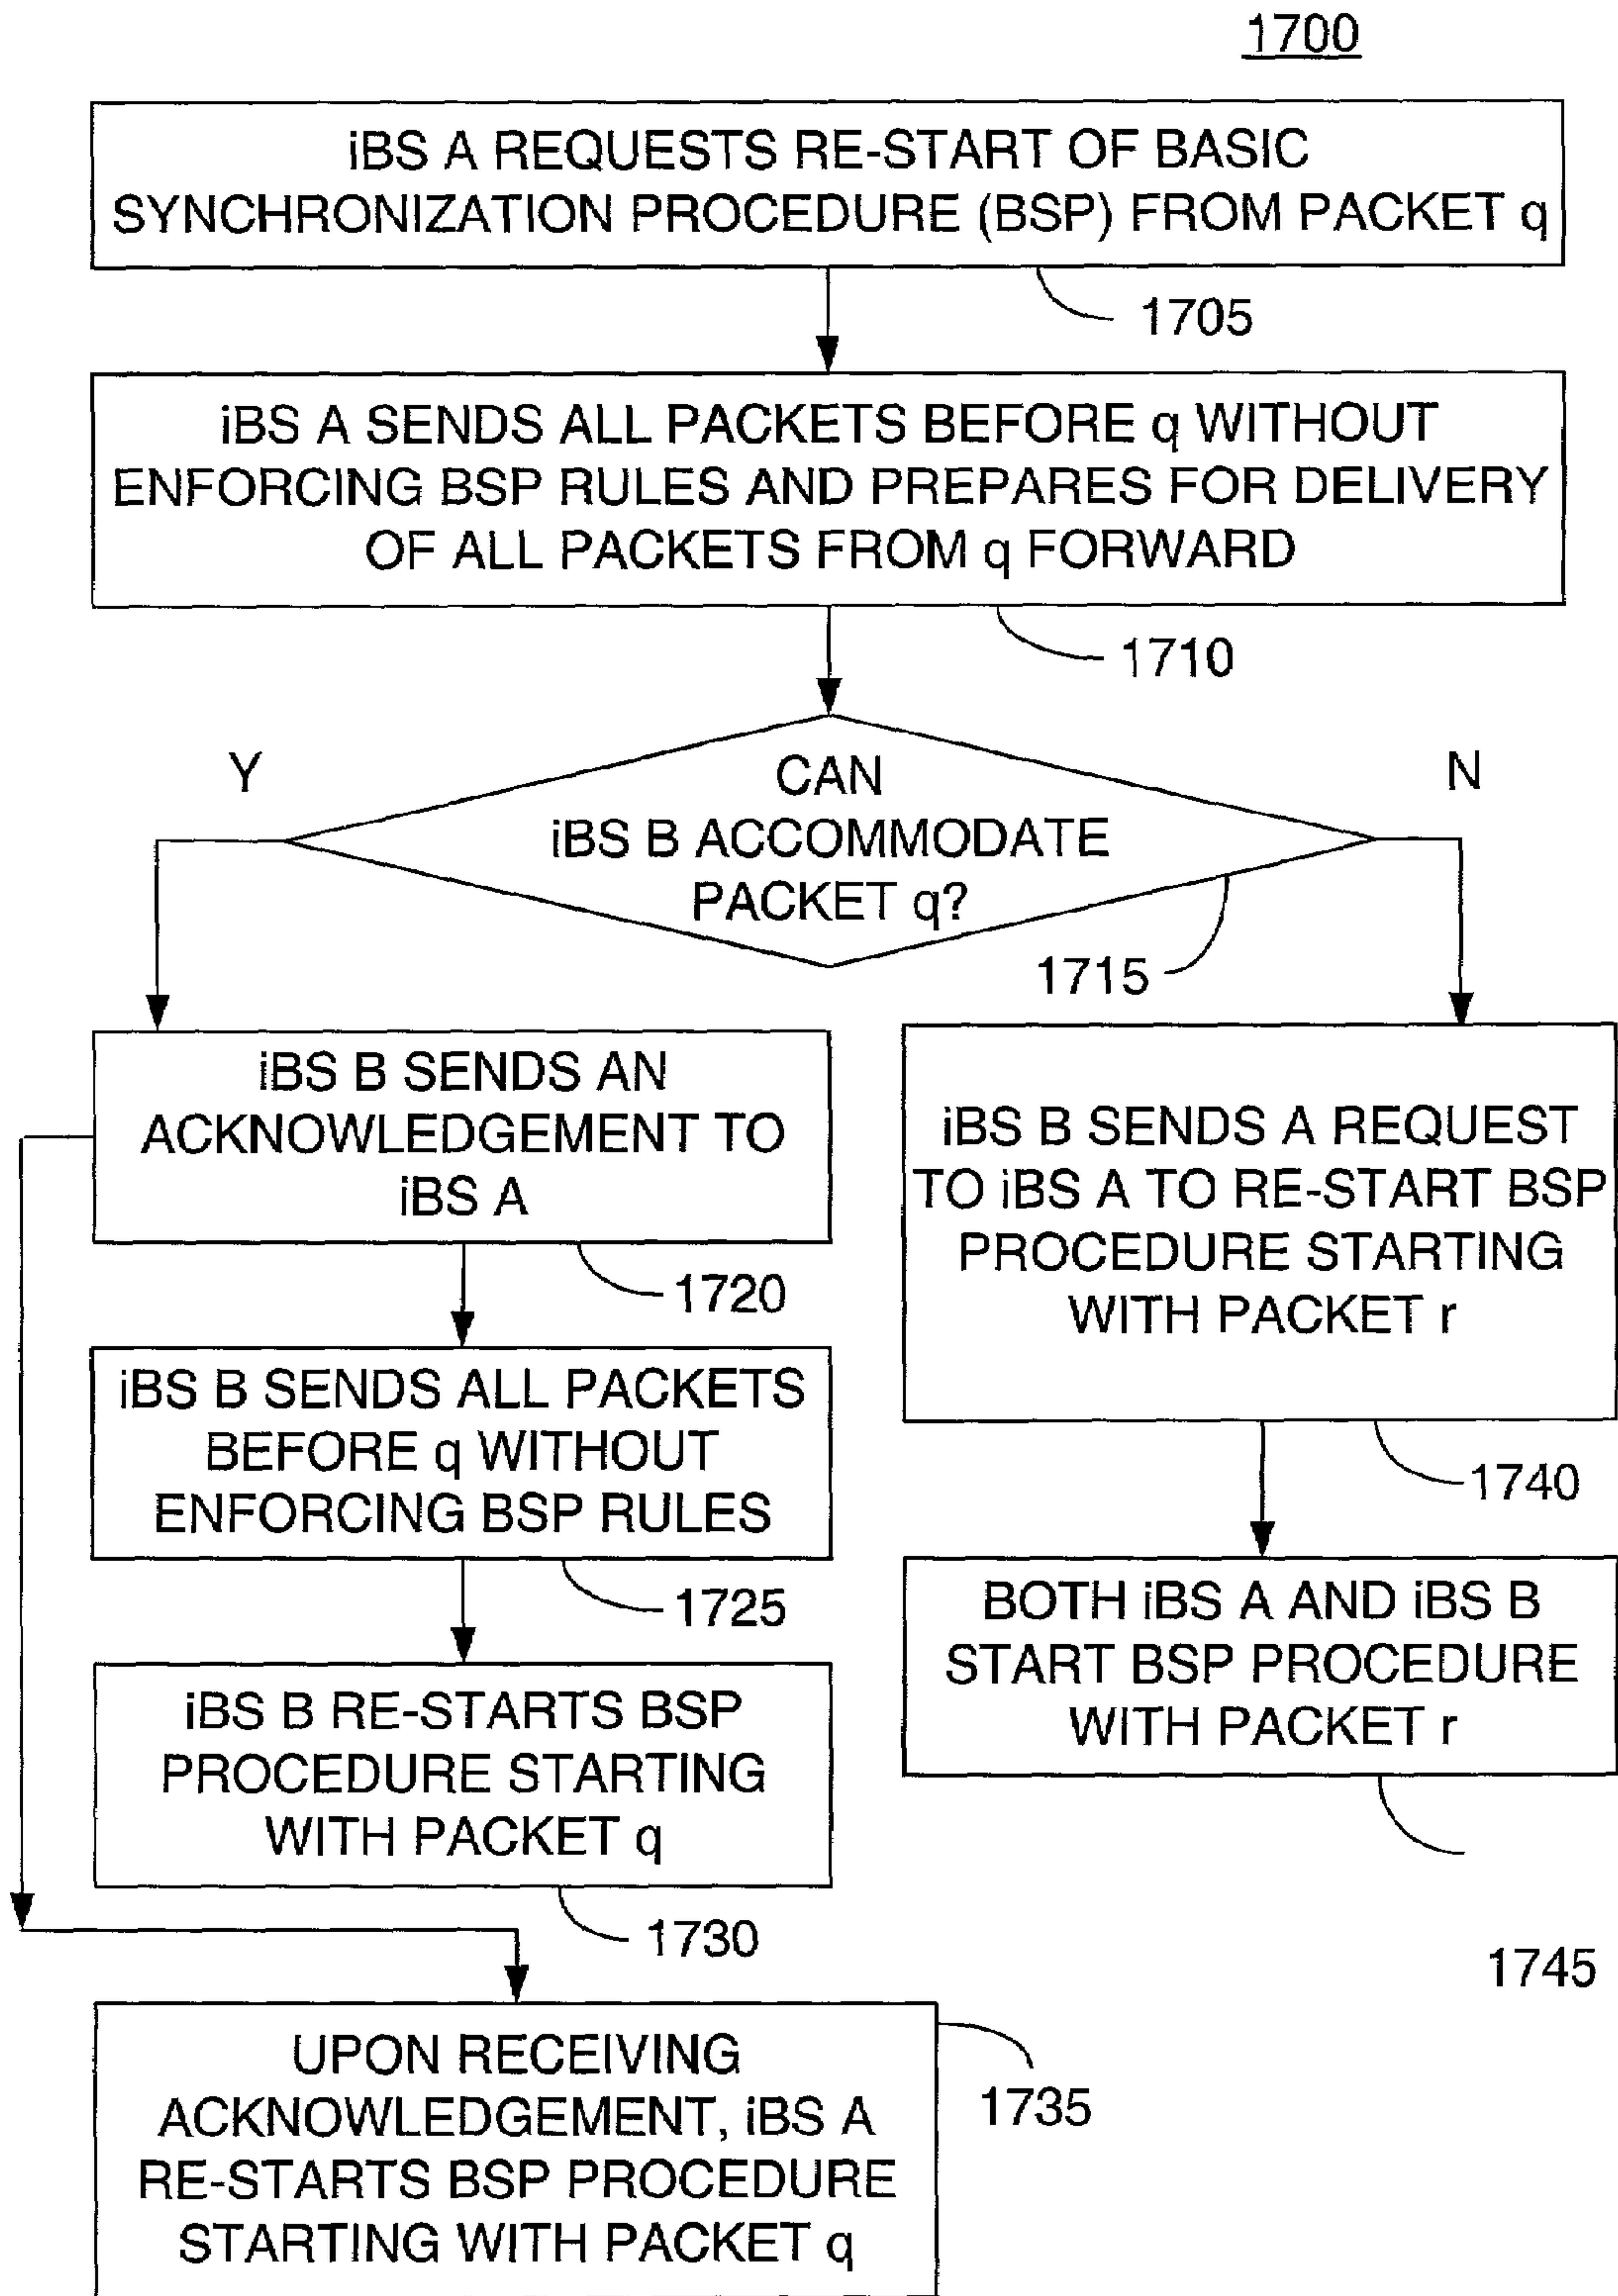 1700
iBS A REQUESTS RE-START OF BASIC
SYNCHRONIZATION PROCEDURE (BSP) FROM PACKET q
1705
iBS A SENDS ALL PACKETS BEFORE q WITHOUT
ENFORCING BSP RULES AND PREPARES FOR DELIVERY
OF ALL PACKETS FROM q FORWARD
1710
Y
N
CAN
iBS B ACCOMMODATE
PACKET q?
1715
iBS B SENDS AN
ACKNOWLEDGEMENT TO
iBS A
1720
iBS B SENDS ALL PACKETS
BEFORE q WITHOUT
ENFORCING BSP RULES
1725
iBS B RE-STARTS BSP
PROCEDURE STARTING
WITH PACKET q
1730
UPON RECEIVING
ACKNOWLEDGEMENT, iBS A
RE-STARTS BSP PROCEDURE
STARTING WITH PACKET q
1735
iBS B SENDS A REQUEST
TO iBS A TO RE-START BSP
PROCEDURE STARTING
WITH PACKET r
1740
BOTH iBS A AND iBS B
START BSP PROCEDURE
WITH PACKET r
1745